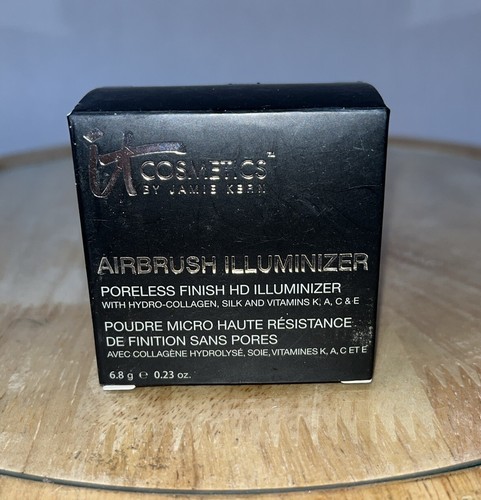 it COSMETICS™
BY JAMIE KERN
AIRBRUSH ILLUMINIZER
PORELESS FINISH HD ILLUMINIZER
WITH HYDRO-COLLAGEN, SILK AND VITAMINS K, A, C & E
POUDRE MICRO HAUTE RÉSISTANCE
DE FINITION SANS PORES
AVEC COLLAGÈNE HYDROLYSÉ, SOIE, VITAMINES K, A, C ET E
6.8 g ℮ 0.23 oz.